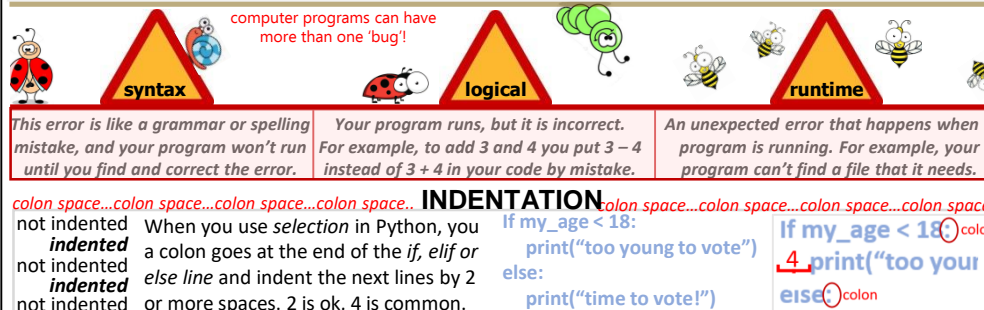 computer programs can have
more than one 'bug'!
syntax
logical
runtime
This error is like a grammar or spelling
mistake, and your program won't run
until you find and correct the error.
Your program runs, but it is incorrect.
For example, to add 3 and 4 you put 3 – 4
instead of 3 + 4 in your code by mistake.
An unexpected error that happens when
program is running. For example, your
program can't find a file that it needs.
colon space...colon space...colon space...colon space..
INDENTATION
colon space...colon space...colon space...colon space
not indented
indented
not indented
indented
not indented
When you use selection in Python, you
a colon goes at the end of the if, elif or
else line and indent the next lines by 2
or more spaces. 2 is ok, 4 is common.
If my_age < 18:
print("too young to vote")
else:
print("time to vote!")
If my_age < 18:
4 print("too
else: colon